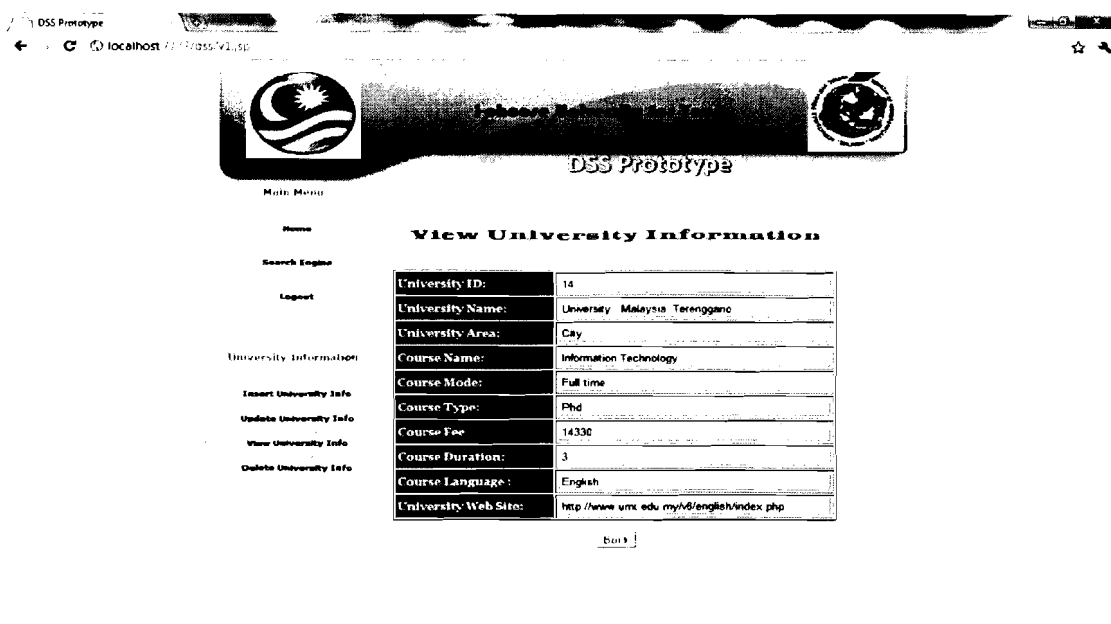 DSS Prototype
localhost
DSS Prototype
Main Menu
Home
Search Engine
Logout
University Information
Insert University Info
Update University Info
View University Info
Delete University Info
View University Information
University ID: 14
University Name: University Malaysia Terenggano
University Area: City
Course Name: Information Technology
Course Mode: Full time
Course Type: Phd
Course Fee 14330
Course Duration: 3
Course Language : English
University Web Site: http://www umt edu my/v6/english/index php
Back